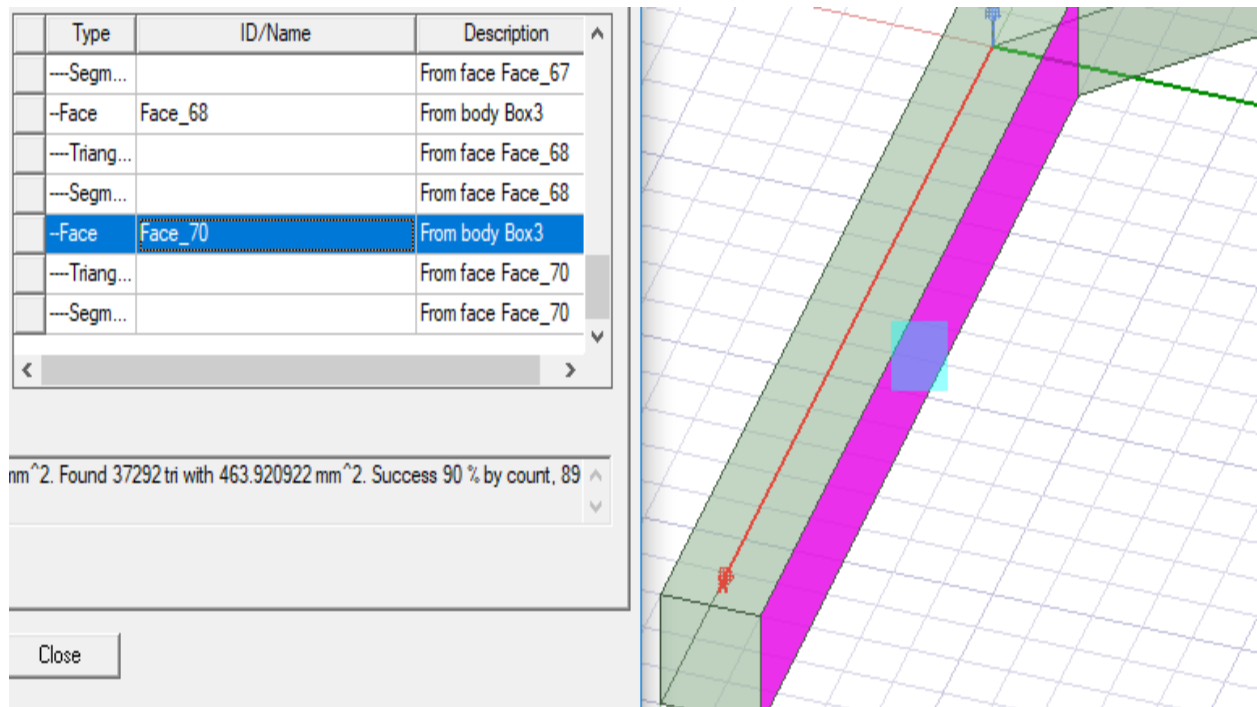 Type ID/Name Description
----Segm... From face Face_67
--Face Face_68 From body Box3
----Triang... From face Face_68
----Segm... From face Face_68
--Face Face_70 From body Box3
----Triang... From face Face_70
----Segm... From face Face_70
mm^2. Found 37292 tri with 463.920922 mm^2. Success 90 % by count, 89
Close